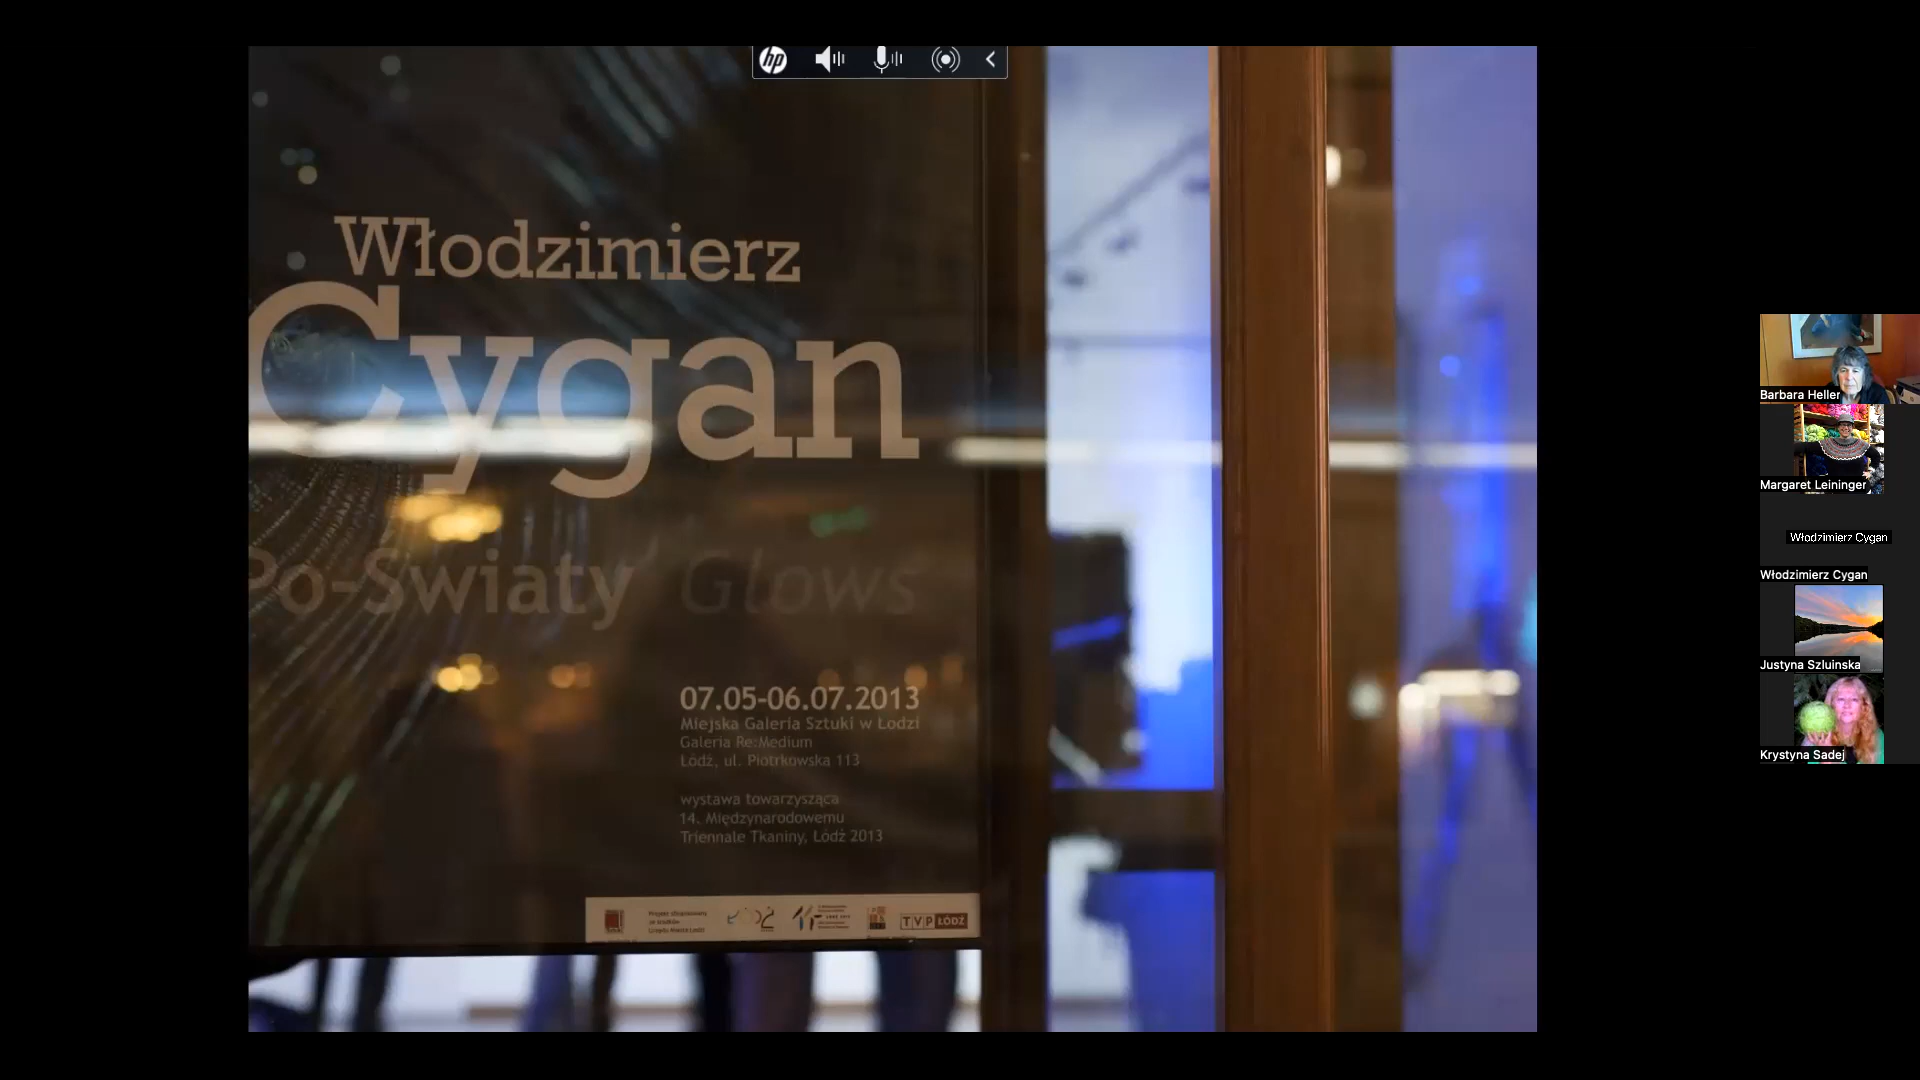 hp
Włodzimierz
Cygan
Po-Światy Glows
07.05-06.07.2013
Miejska Galeria Sztuki w Łodzi
Galeria Re:Medium
Łódź, ul. Piotrkowska 113
wystawa towarzysząca
14. Międzynarodowemu
Triennale Tkaniny, Łódź 2013
TVP ŁÓDŹ
Barbara Heller
Margaret Leininger
Włodzimierz Cygan
Włodzimierz Cygan
Justyna Szluinska
Krystyna Sadej